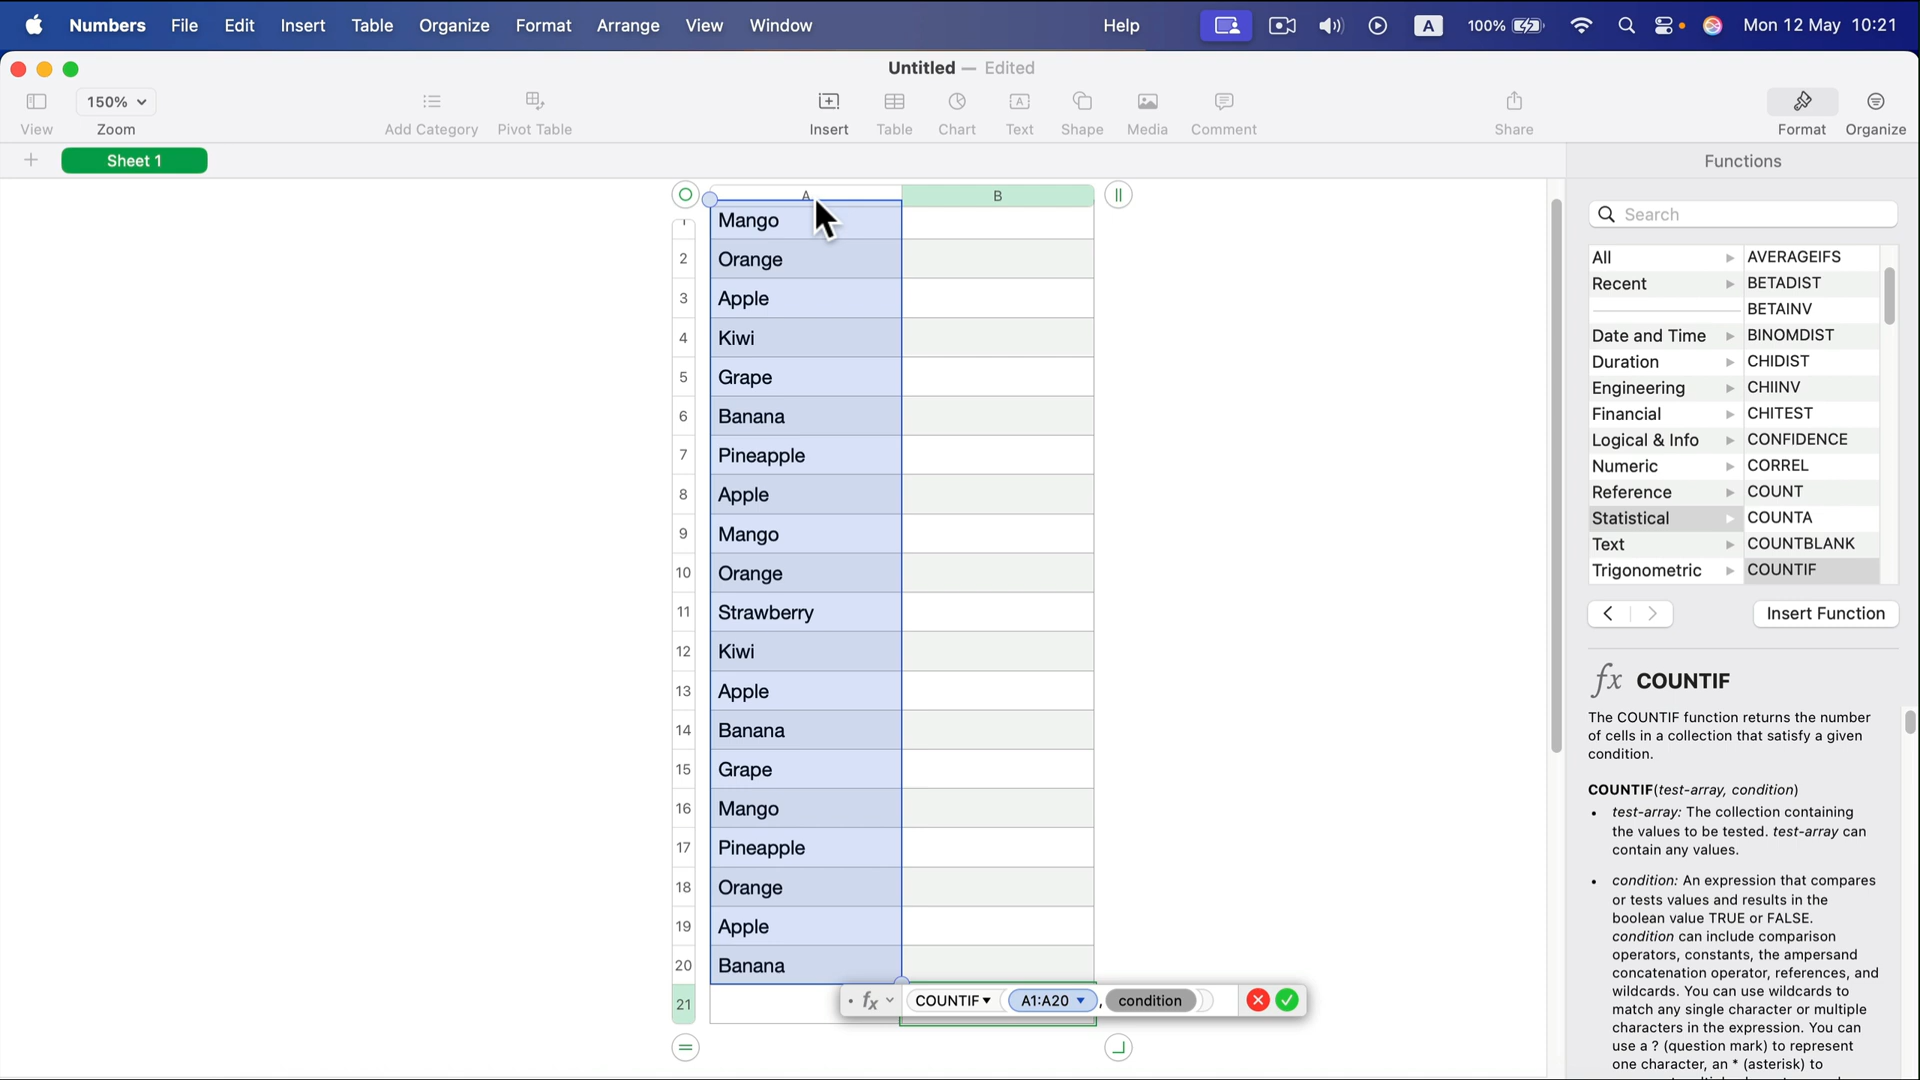 Numbers File Edit Insert Table Format Organize Format Arrange View Window Help A 100% Mon 12 May 10:21
Untitled — Edited
150%
View Zoom Add Category Pivot Table Insert Table Chart Text Shape Media Comment Share Format Organize
Sheet 1 Functions
A B
Search
1 Mango
2 Orange
3 Apple
4 Kiwi
5 Grape
6 Banana
7 Pineapple
8 Apple
9 Mango
10 Orange
11 Strawberry
12 Kiwi
13 Apple
14 Banana
15 Grape
16 Mango
17 Pineapple
18 Orange
19 Apple
20 Banana
21
fx COUNTIF A1:A20 , condition
All AVERAGEIFS
Recent BETADIST
BETAINV
Date and Time BINOMDIST
Duration CHIDIST
Engineering CHIINV
Financial CHITEST
Logical & Info CONFIDENCE
Numeric CORREL
Reference COUNT
Statistical COUNTA
Text COUNTBLANK
Trigonometric COUNTIF
Insert Function
fx COUNTIF
The COUNTIF function returns the number
of cells in a collection that satisfy a given
condition.
COUNTIF(test-array, condition)
• test-array: The collection containing
the values to be tested. test-array can
contain any values.
• condition: An expression that compares
or tests values and results in the
boolean value TRUE or FALSE.
condition can include comparison
operators, constants, the ampersand
concatenation operator, references, and
wildcards. You can use wildcards to
match any single character or multiple
characters in the expression. You can
use a ? (question mark) to represent
one character, an * (asterisk) to